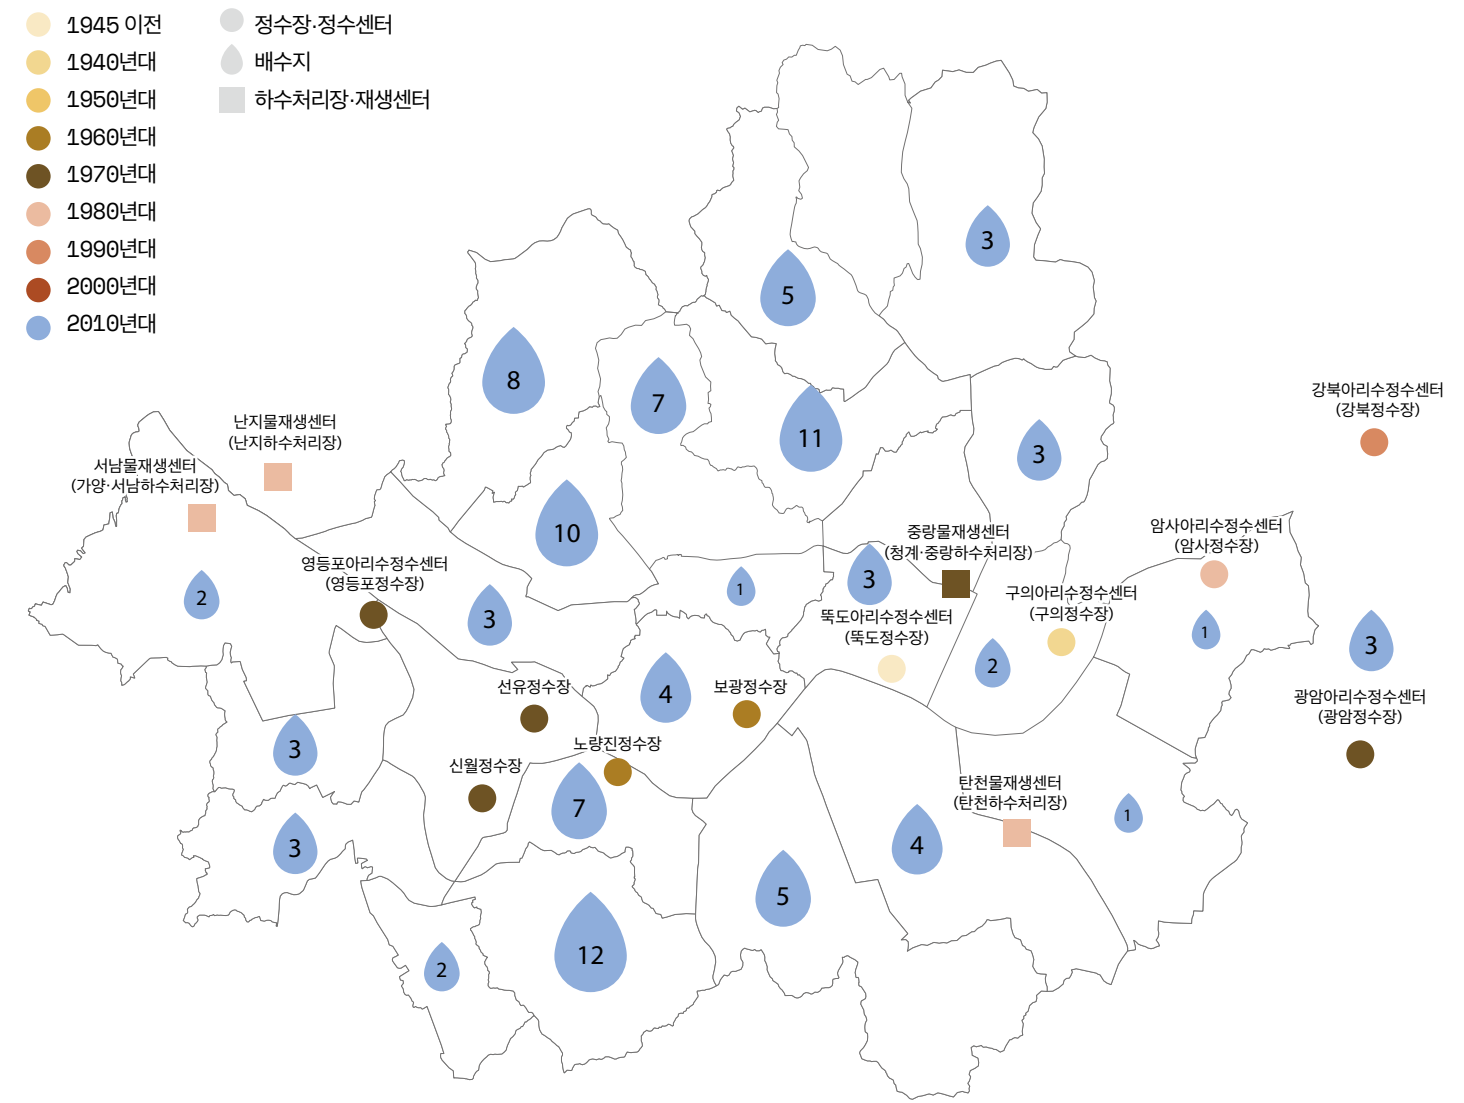 1945 이전
1940년대
1950년대
1960년대
1970년대
1980년대
1990년대
2000년대
2010년대
정수장·정수센터
배수지
하수처리장·재생센터
3
5
8
7
11
강북아리수정수센터
(강북정수장)
난지물재생센터
(난지하수처리장)
3
서남물재생센터
(가양·서남하수처리장)
10
중랑물재생센터
(청계·중랑하수처리장)
암사아리수정수센터
(암사정수장)
영등포아리수정수센터
(영등포정수장)
3
1
2
3
구의아리수정수센터
(구의정수장)
뚝도아리수정수센터
(뚝도정수장)
1
3
2
4
선유정수장
보광정수장
광암아리수정수센터
(광암정수장)
3
노량진정수장
신월정수장
7
탄천물재생센터
(탄천하수처리장)
1
3
4
5
12
2